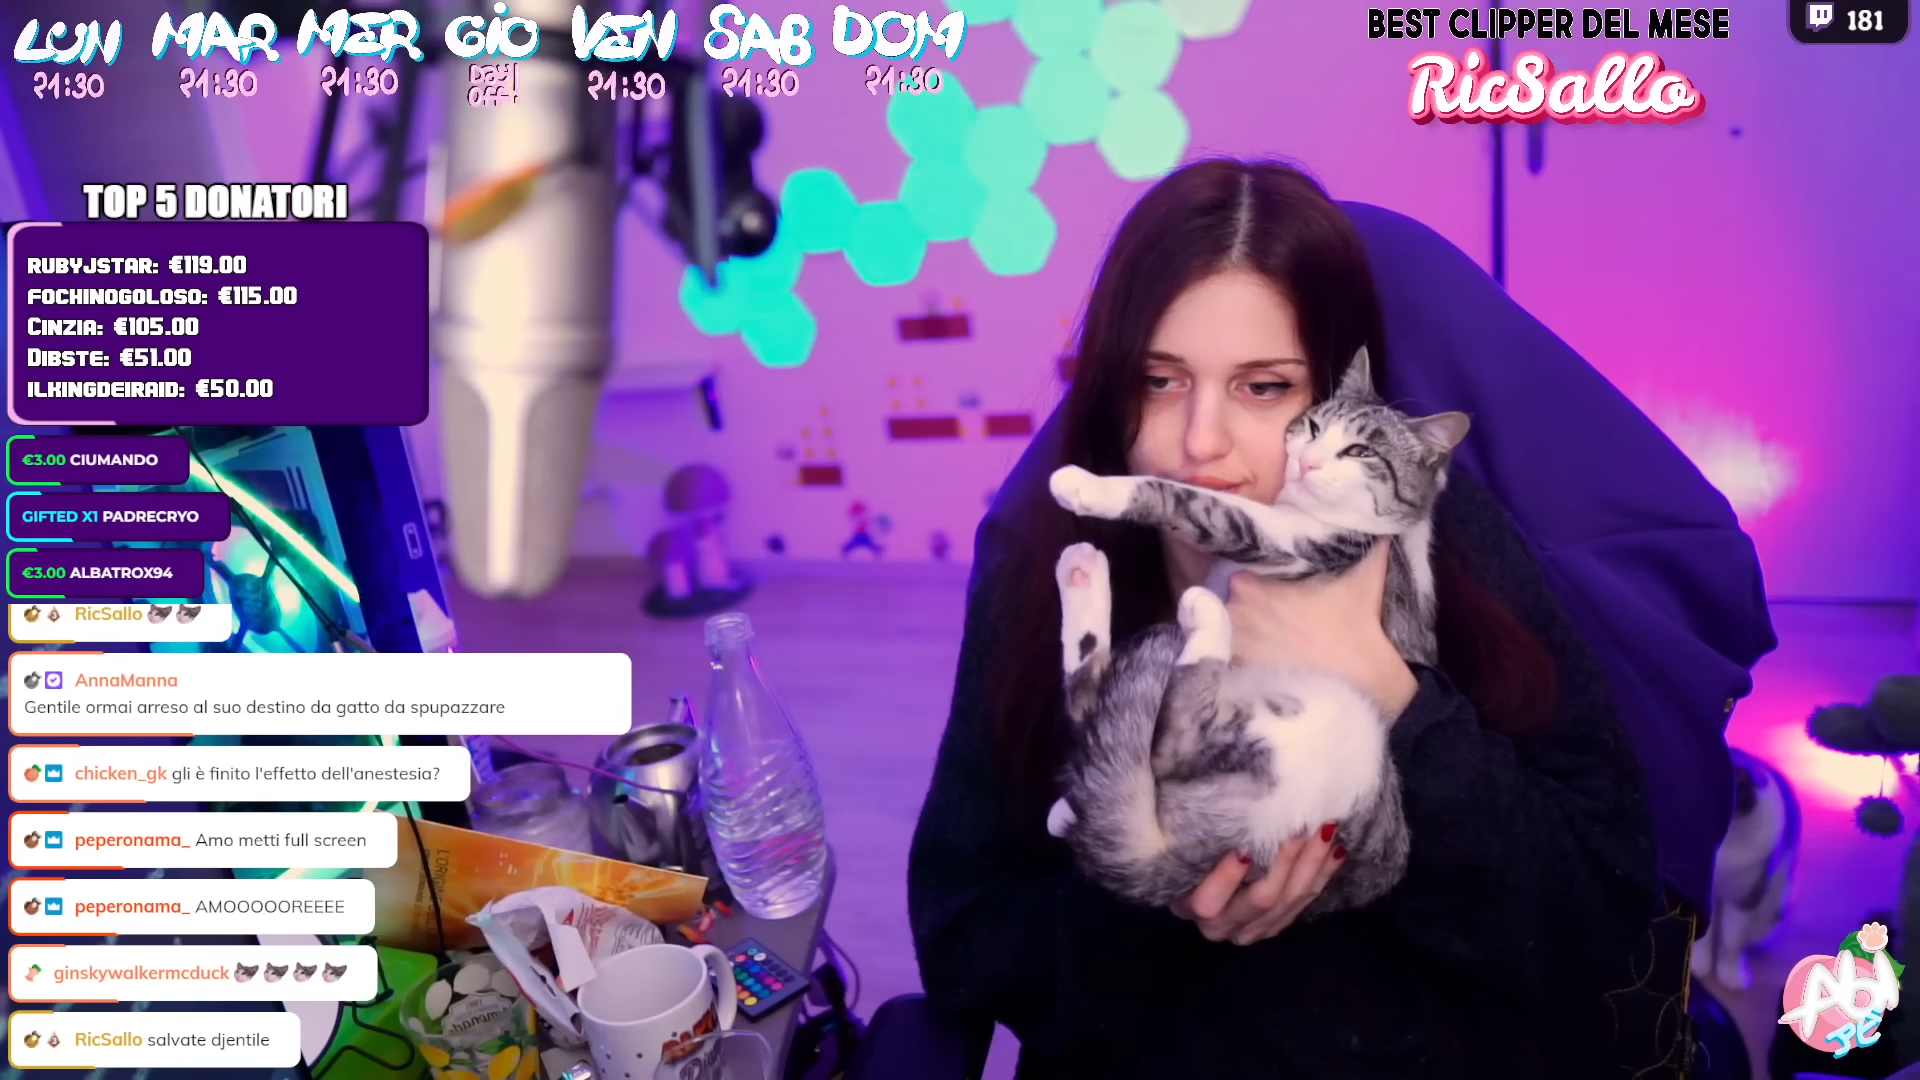 LUN MAR MER GIO VEN SAB DOM
21:30 21:30 21:30 DAY OFF! 21:30 21:30 21:30
BEST CLIPPER DEL MESE
RicSallo
181
TOP 5 DONATORI
RUBYJSTAR: €119.00
FOCHINOGOLOSO: €115.00
CINZIA: €105.00
DIBSTE: €51.00
ILKINGDEIRAID: €50.00
€3.00 CIUMANDO
GIFTED X1 PADRECRYO
€3.00 ALBATROX94
RicSallo
AnnaManna
Gentile ormai arreso al suo destino da gatto da spupazzare
chicken_gk gli è finito l'effetto dell'anestesia?
peperonama_ Amo metti full screen
peperonama_ AMOOOOOREEEE
ginskywalkermcduck
RicSallo salvate djentile